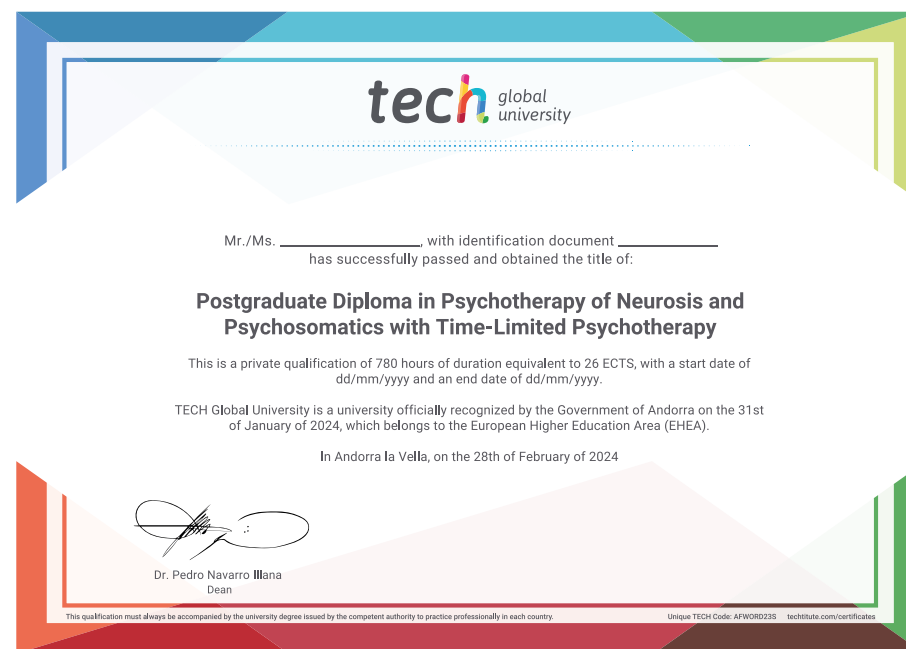 tech global university
Mr./Ms. ____________________, with identification document ______________
has successfully passed and obtained the title of:
Postgraduate Diploma in Psychotherapy of Neurosis and
Psychosomatics with Time-Limited Psychotherapy
This is a private qualification of 780 hours of duration equivalent to 26 ECTS, with a start date of
dd/mm/yyyy and an end date of dd/mm/yyyy.
TECH Global University is a university officially recognized by the Government of Andorra on the 31st
of January of 2024, which belongs to the European Higher Education Area (EHEA).
In Andorra la Vella, on the 28th of February of 2024
Dr. Pedro Navarro Illana
Dean
This qualification must always be accompanied by the university degree issued by the competent authority to practice professionally in each country.
Unique TECH Code: AFWORD23S techtitute.com/certificates